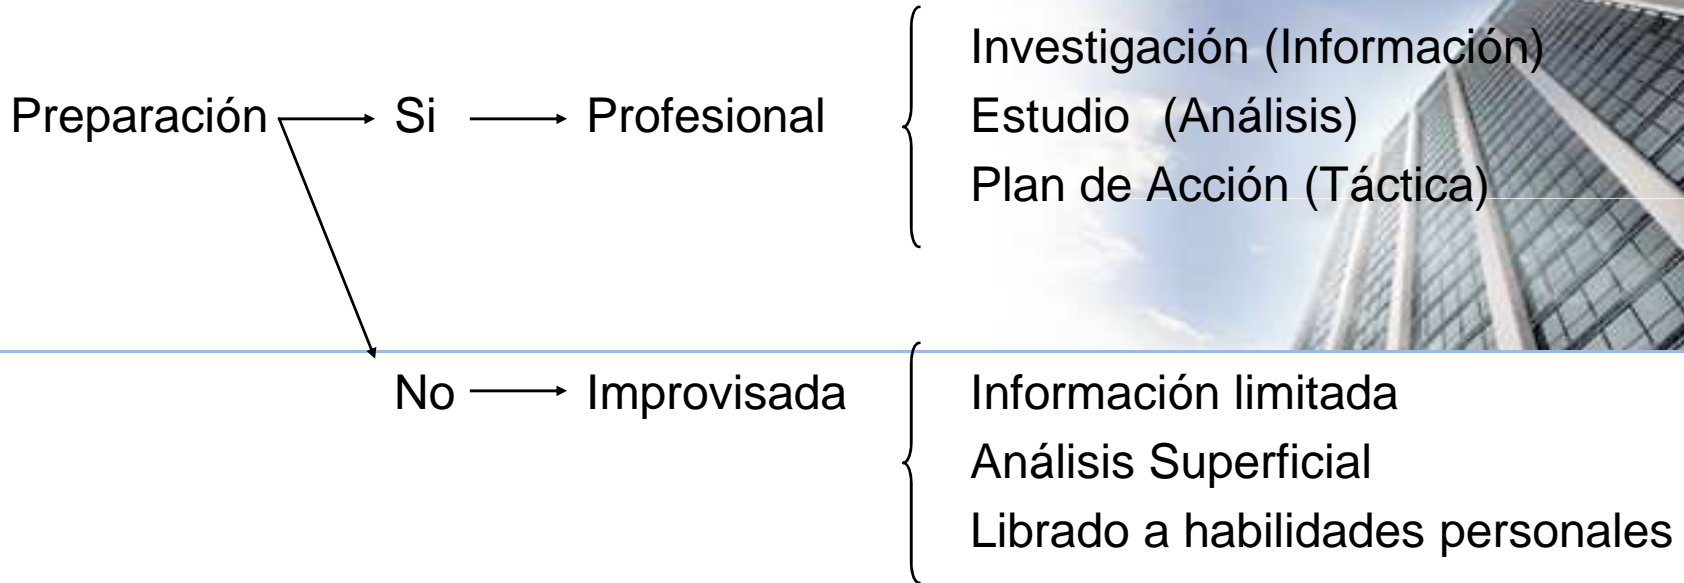 Investigación (Información)
Preparación Si Profesional Estudio (Análisis)
Plan de Acción (Táctica)
No Improvisada Información limitada
Análisis Superficial
Librado a habilidades personales